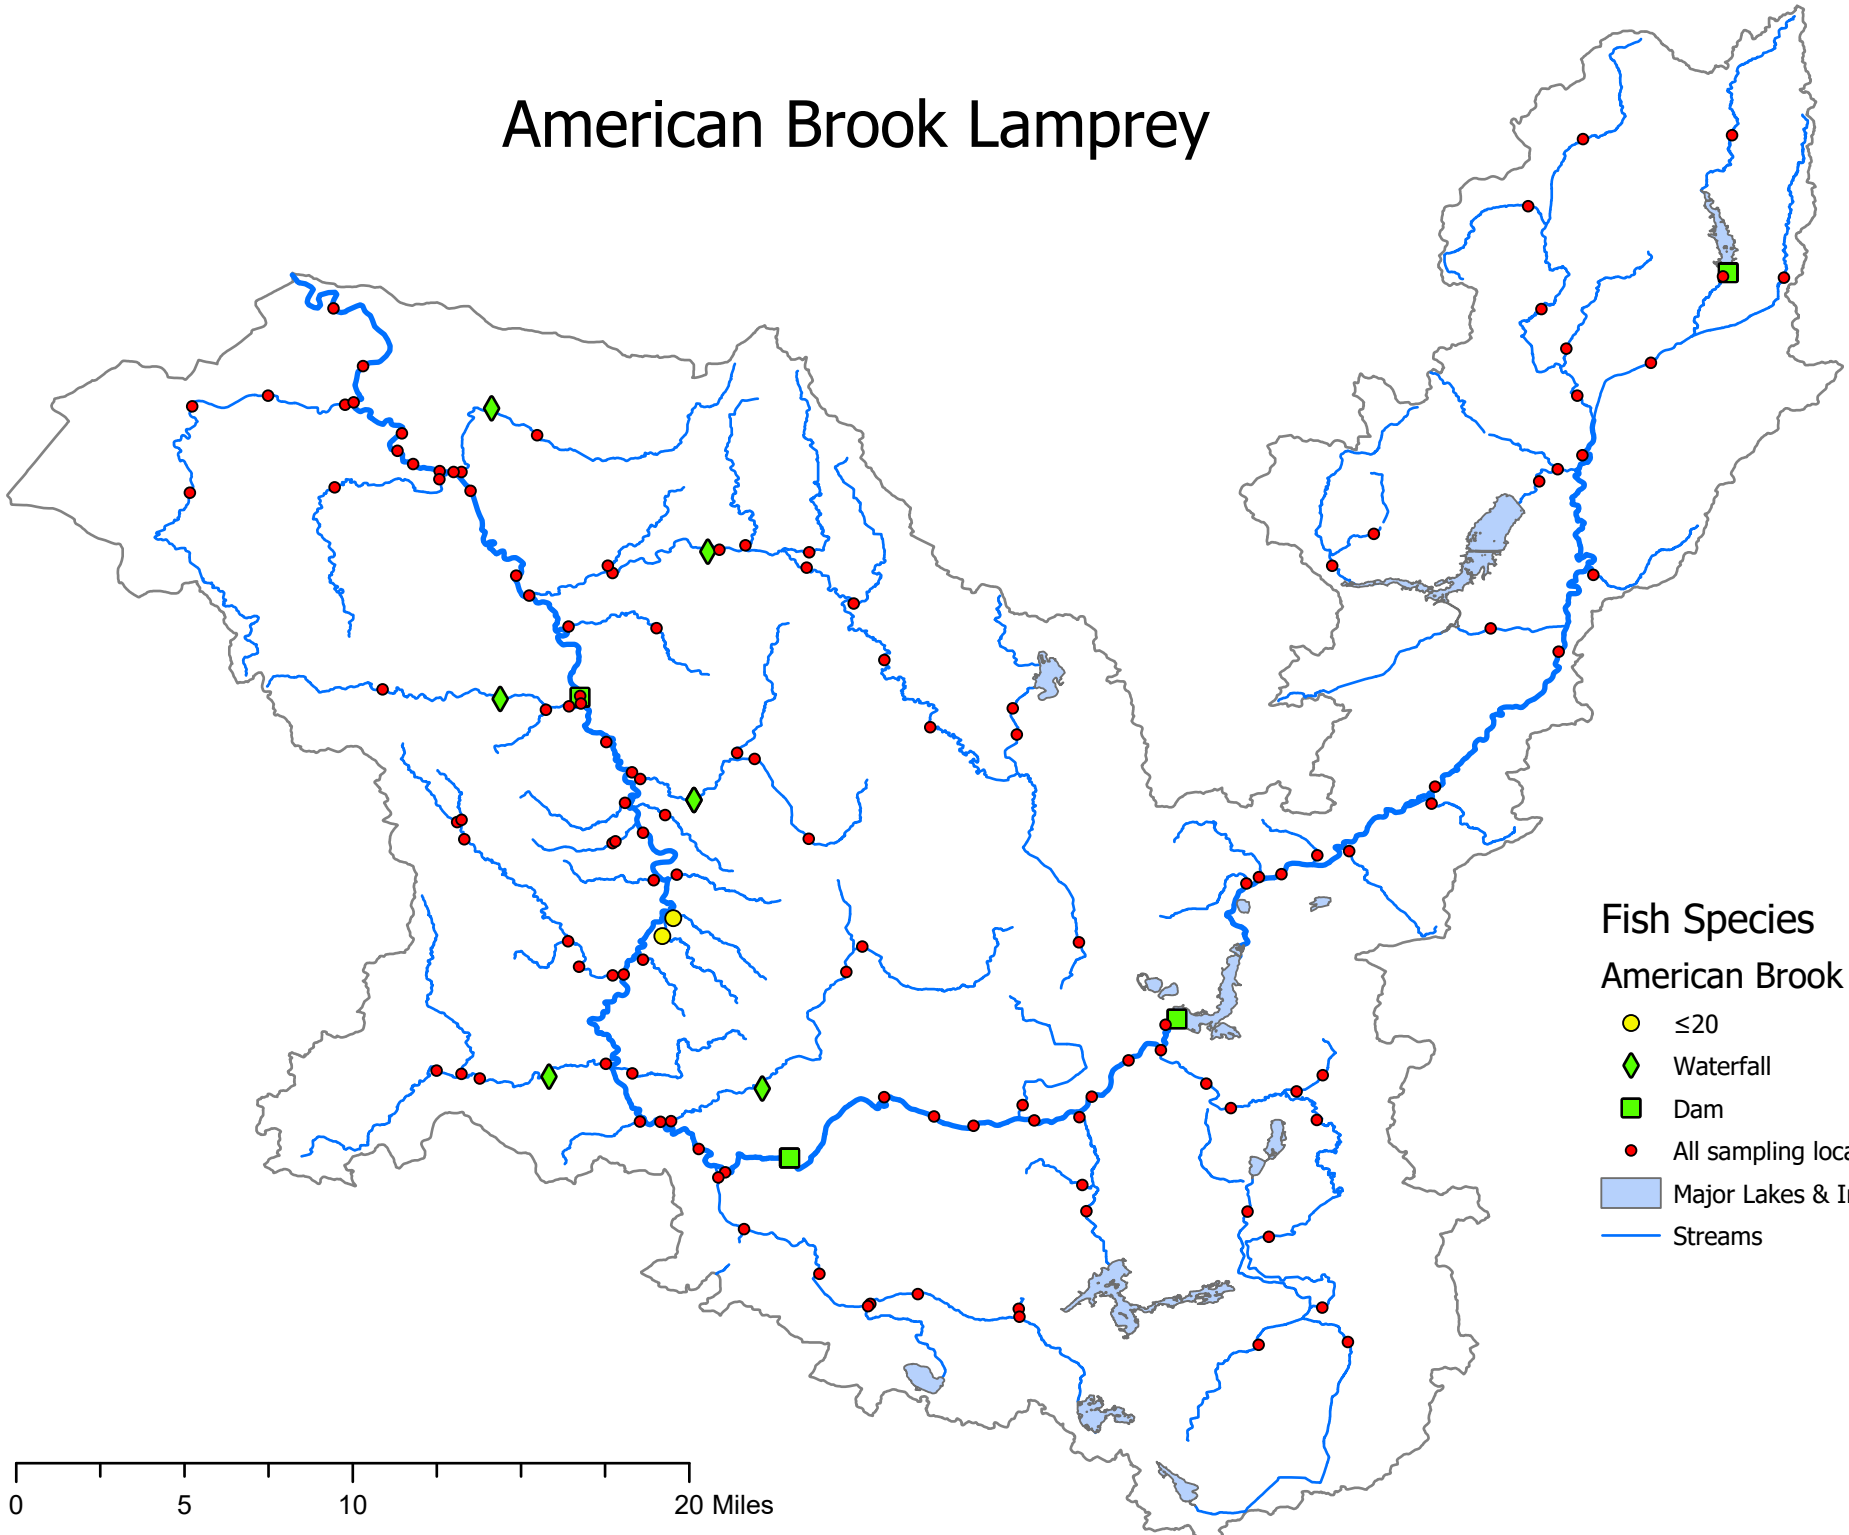 American Brook Lamprey
Fish Species
American Brook
≤20
Waterfall
Dam
All sampling
Major Lakes &
Streams
0 5 10 20 Miles